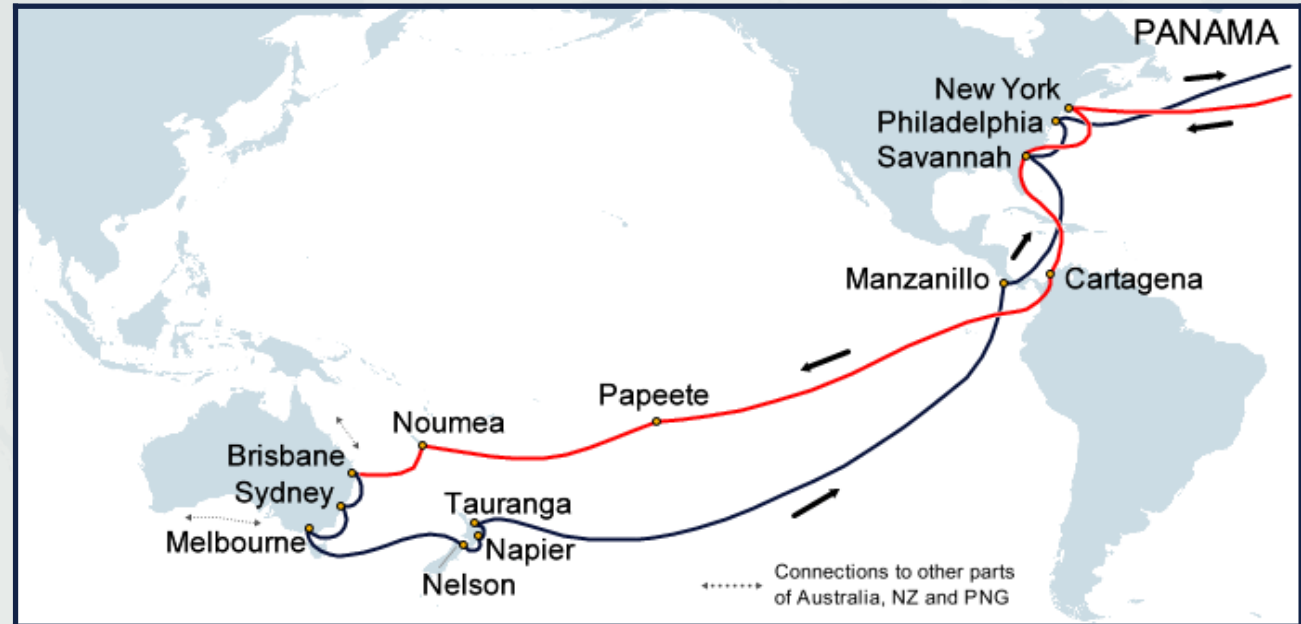 PANAMA
New York
Philadelphia
Savannah
Manzanillo
Cartagena
Papeete
Noumea
Brisbane
Sydney
Tauranga
Melbourne
Napier
Nelson
Connections to other parts
of Australia, NZ and PNG